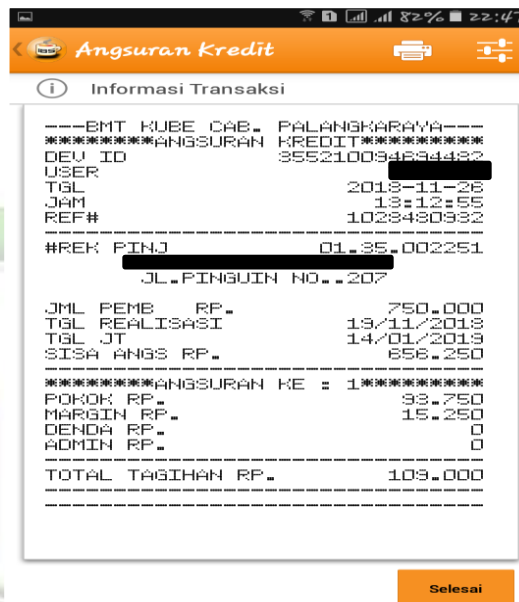 82% 22:47
Angsuran Kredit
Informasi Transaksi
---BMT KUBE CAB. PALANGKARAYA---
*********ANGSURAN KREDIT*********
DEV ID 355210094694482
USER
TGL 2018-11-26
JAM 13:12:55
REF# 1023480932
#REK PINJ 01.35.002251
JL.PINGUIN NO..207
JML PEMB RP. 750.000
TGL REALISASI 19/11/2018
TGL JT 14/01/2019
SISA ANGS RP. 656.250
********ANGSURAN KE : 1*********
POKOK RP. 93.750
MARGIN RP. 15.250
DENDA RP. 0
ADMIN RP. 0
TOTAL TAGIHAN RP. 109.000
Selesai